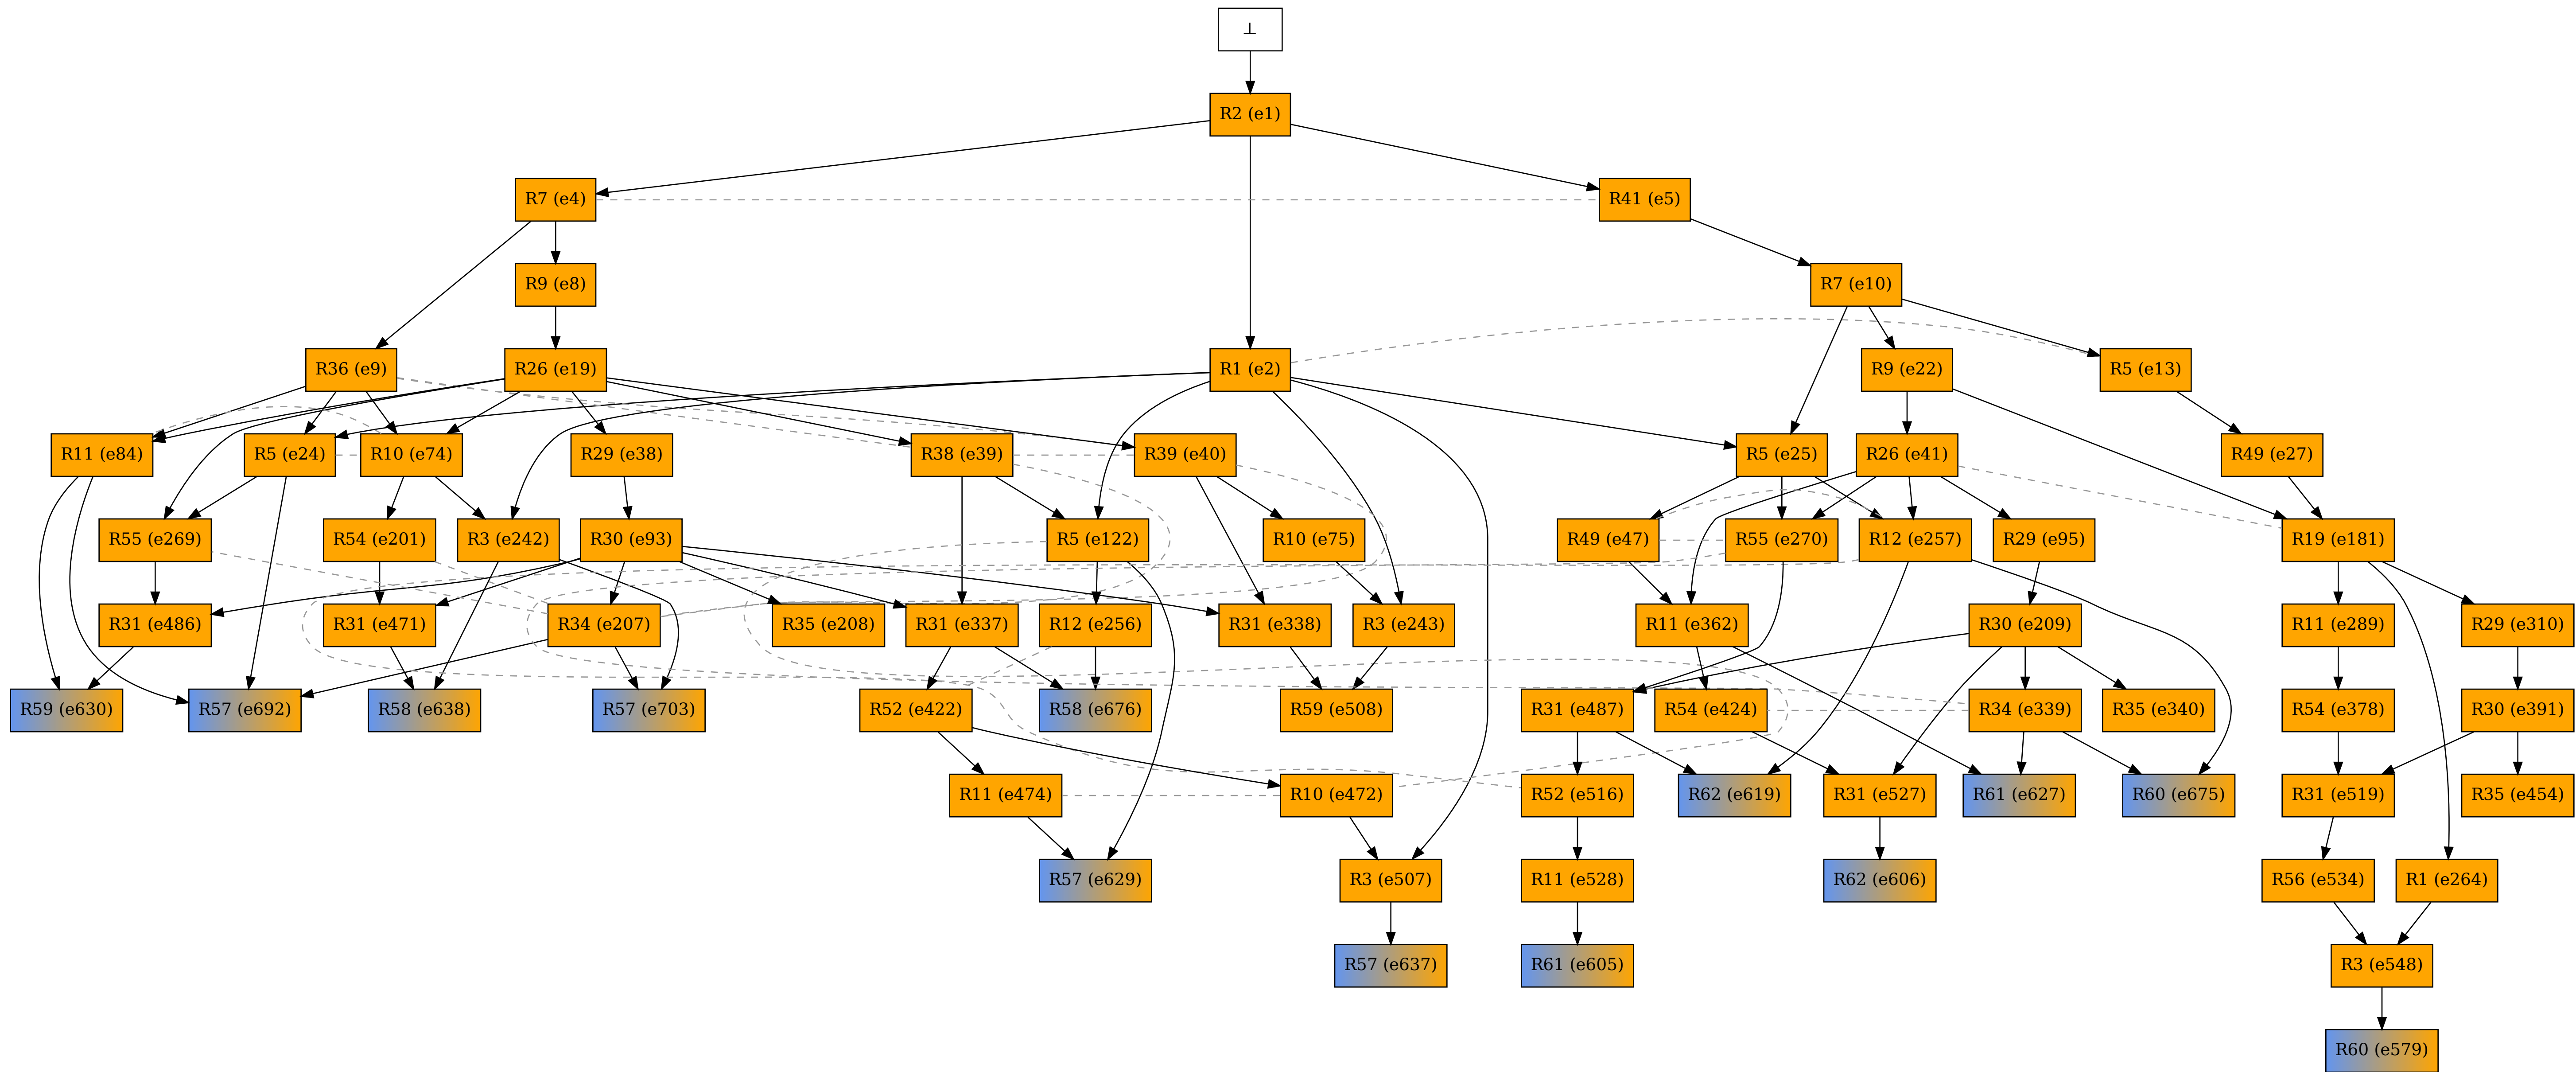 ⊥
R2 (e1)
R7 (e4)
R41 (e5)
R9 (e8)
R7 (e10)
R36 (e9)
R26 (e19)
R1 (e2)
R9 (e22)
R5 (e13)
R11 (e84)
R5 (e24)
R10 (e74)
R29 (e38)
R38 (e39)
R39 (e40)
R5 (e25)
R26 (e41)
R49 (e27)
R55 (e269)
R54 (e201)
R3 (e242)
R30 (e93)
R5 (e122)
R10 (e75)
R49 (e47)
R55 (e270)
R12 (e257)
R29 (e95)
R19 (e181)
R31 (e486)
R31 (e471)
R34 (e207)
R35 (e208)
R31 (e337)
R12 (e256)
R31 (e338)
R3 (e243)
R11 (e362)
R30 (e209)
R11 (e289)
R29 (e310)
R59 (e630)
R57 (e692)
R58 (e638)
R57 (e703)
R52 (e422)
R58 (e676)
R59 (e508)
R31 (e487)
R54 (e424)
R34 (e339)
R35 (e340)
R54 (e378)
R30 (e391)
R11 (e474)
R10 (e472)
R52 (e516)
R62 (e619)
R31 (e527)
R61 (e627)
R60 (e675)
R31 (e519)
R35 (e454)
R57 (e629)
R3 (e507)
R11 (e528)
R62 (e606)
R56 (e534)
R1 (e264)
R57 (e637)
R61 (e605)
R3 (e548)
R60 (e579)